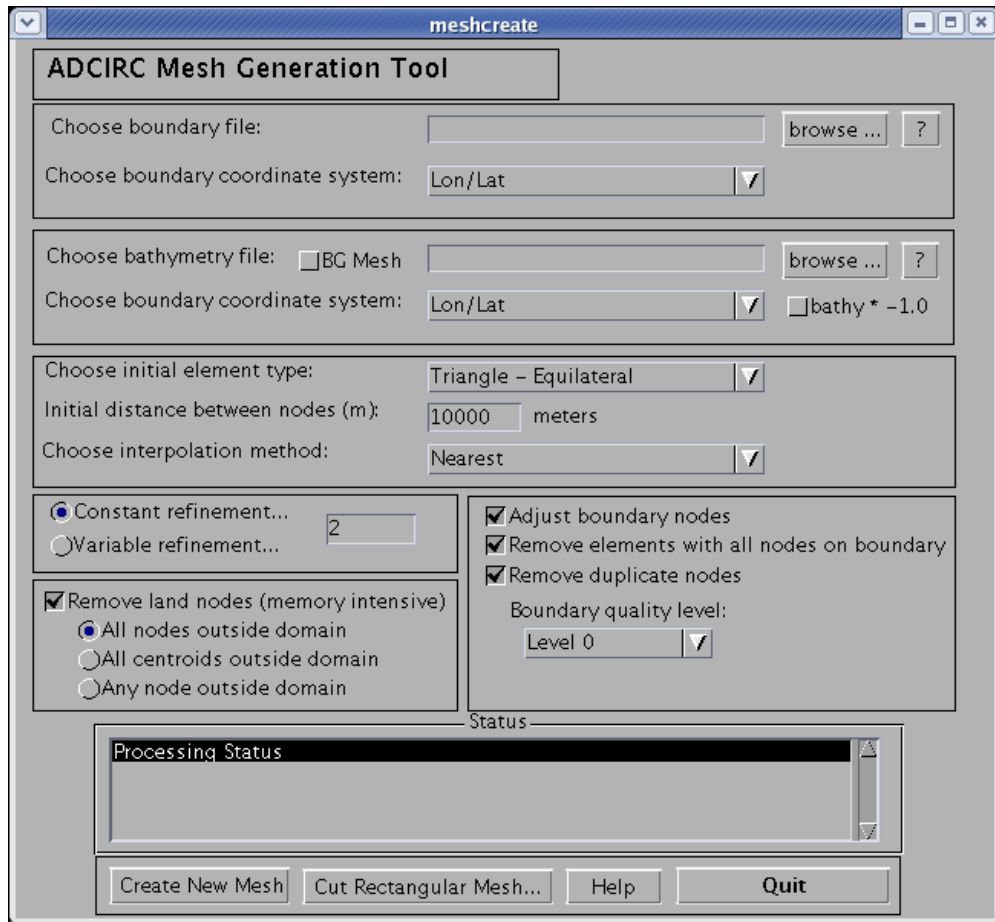 meshcreate
ADCIRC Mesh Generation Tool
Choose boundary file:
browse ...
?
Choose boundary coordinate system:
Lon/Lat
Choose bathymetry file:
BG Mesh
browse ...
?
Choose boundary coordinate system:
Lon/Lat
bathy * -1.0
Choose initial element type:
Triangle - Equilateral
Initial distance between nodes (m):
10000
meters
Choose interpolation method:
Nearest
Constant refinement...
Variable refinement...
2
Remove land nodes (memory intensive)
All nodes outside domain
All centroids outside domain
Any node outside domain
Adjust boundary nodes
Remove elements with all nodes on boundary
Remove duplicate nodes
Boundary quality level:
Level 0
Status
Processing Status
Create New Mesh
Cut Rectangular Mesh...
Help
Quit